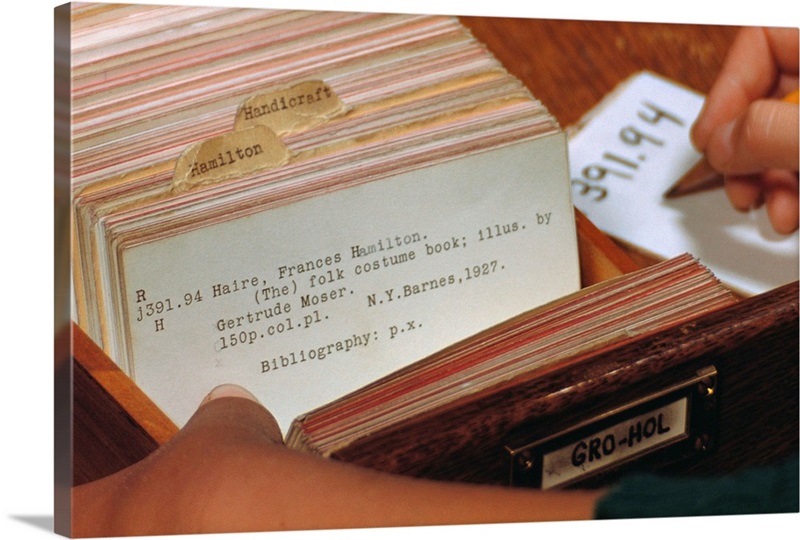 Handicraft
Hamilton
R
j391.94 Haire, Frances Hamilton.
H (The) folk costume book; illus. by
Gertrude Moser. N.Y.Barnes,1927.
150p.col.pl.
Bibliography: p.x.
391.94
GRO-HOL